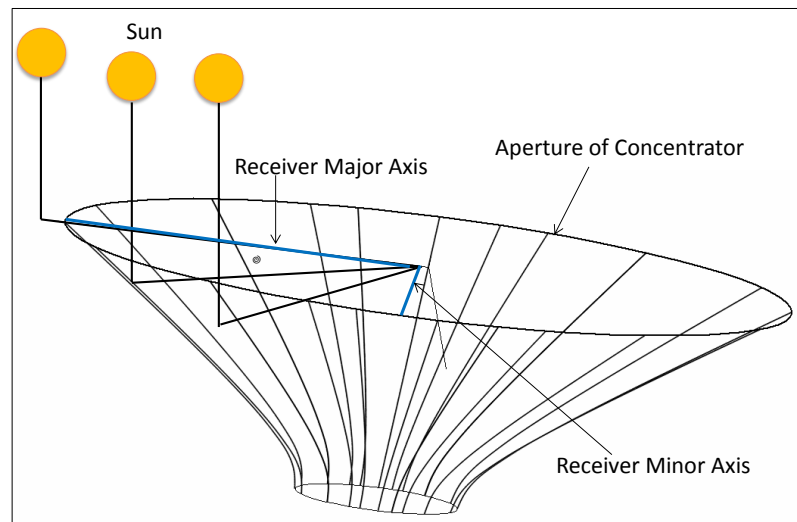 Sun
Aperture of Concentrator
Receiver Major Axis
Receiver Minor Axis